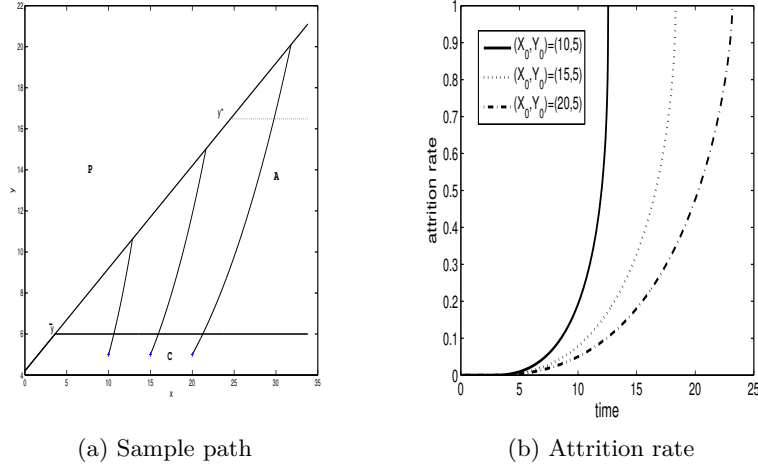 22
20
18
16
14
12
10
8
6
4
0
5
10
15
20
25
30
35
x
y
P
A
C
y*
ȳ
(a) Sample path
(X₀,Y₀)=(10,5)
(X₀,Y₀)=(15,5)
(X₀,Y₀)=(20,5)
1
0.9
0.8
0.7
0.6
0.5
0.4
0.3
0.2
0.1
0
attrition rate
0
5
10
15
20
25
time
(b) Attrition rate